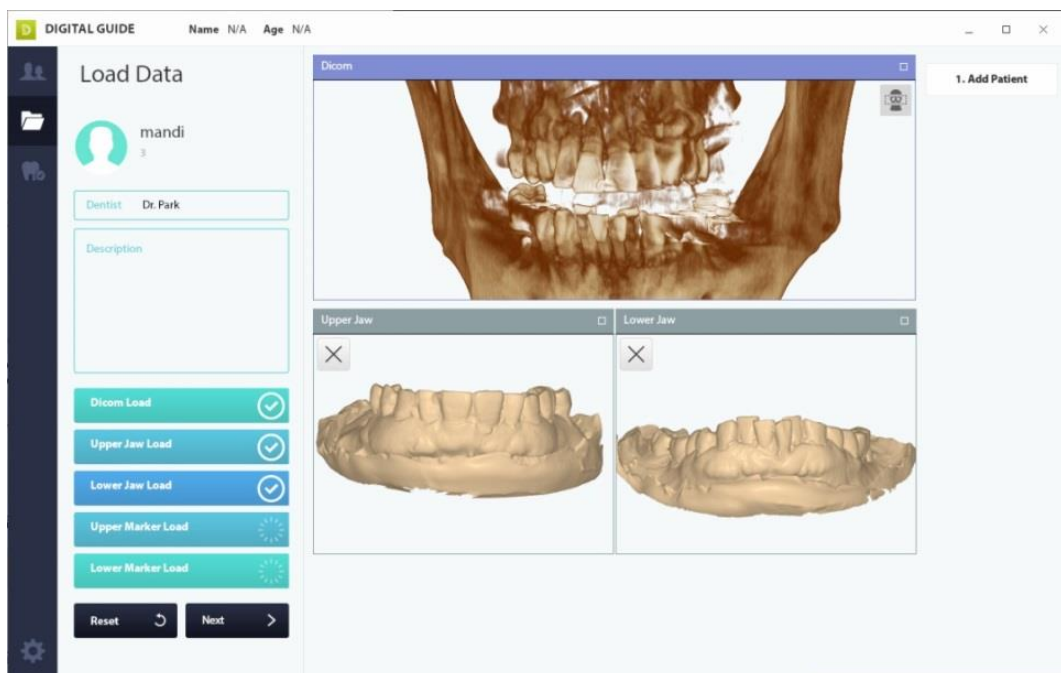 D DIGITAL GUIDE Name N/A Age N/A
Load Data
mandi
3
Dentist Dr. Park
Description
Dicom Load
Upper Jaw Load
Lower Jaw Load
Upper Marker Load
Lower Marker Load
Reset Next
Dicom
Upper Jaw
Lower Jaw
1. Add Patient